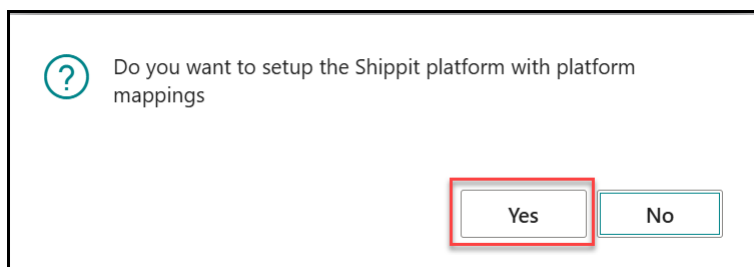 Do you want to setup the Shippit platform with platform
mappings
Yes
No